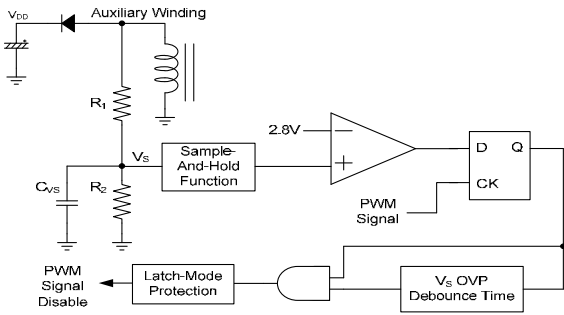 Auxiliary Winding
VDD
R1
VS
Sample-
And-Hold
Function
2.8V
−
+
D Q
CK
CVS
R2
PWM
Signal
PWM
Signal
Disable
Latch-Mode
Protection
VS OVP
Debounce Time